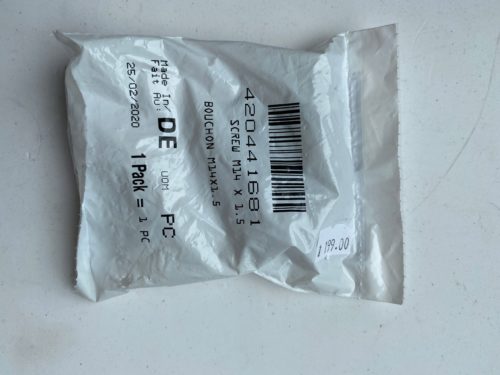 420441681
SCREW M14 X 1.5
BOUCHON M14X1.5
Made In/
Fait Au:
DE
UOM
PC
25/02/2020
1 Pack = 1 PC
199.00